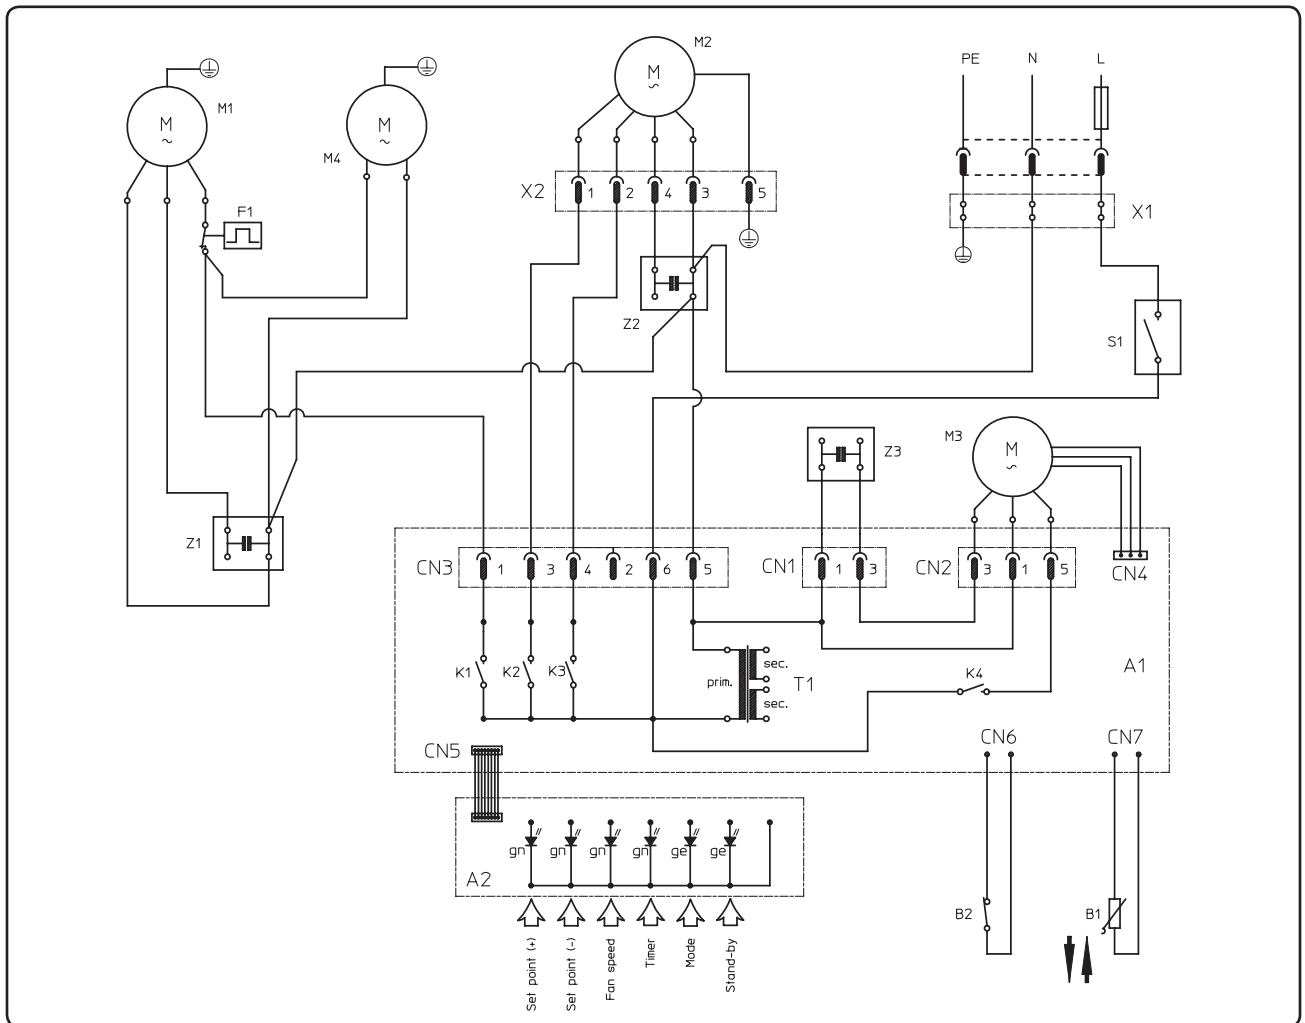 M2
PE N L
M ~
M1
M ~
M ~
M4
X2 1 2 4 3 5
X1
F1
Z2
S1
M3
M ~
Z3
Z1
CN3 1 3 4 2 6 5
CN1 1 3
CN2 3 1 5
CN4
K1 K2 K3
prim. sec. T1
sec.
K4
A1
CN5
CN6
CN7
gn gn gn gn ge ge
A2
B2
B1
Set point (+)
Set point (-)
Fan speed
Timer
Mode
Stand-by